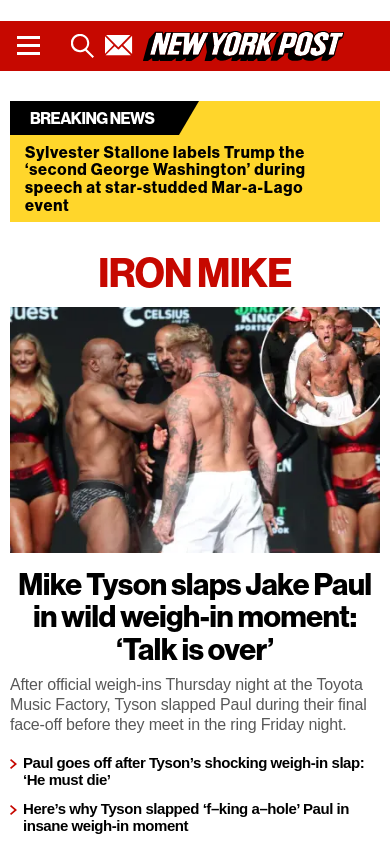 NEW YORK POST
BREAKING NEWS
Sylvester Stallone labels Trump the
‘second George Washington’ during
speech at star-studded Mar-a-Lago
event
IRON MIKE
uest
CELSIUS
DRAFT
KING
SPORTSB
Mike Tyson slaps Jake Paul
in wild weigh-in moment:
‘Talk is over’
After official weigh-ins Thursday night at the Toyota
Music Factory, Tyson slapped Paul during their final
face-off before they meet in the ring Friday night.
Paul goes off after Tyson’s shocking weigh-in slap:
‘He must die’
Here’s why Tyson slapped ‘f–king a–hole’ Paul in
insane weigh-in moment